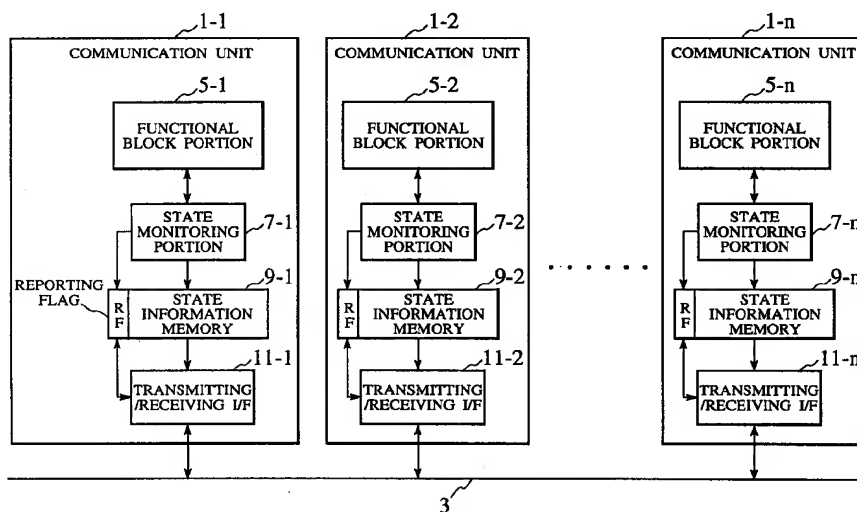 1-1
1-2
1-n
COMMUNICATION UNIT
COMMUNICATION UNIT
COMMUNICATION UNIT
5-1
5-2
5-n
FUNCTIONAL
BLOCK PORTION
FUNCTIONAL
BLOCK PORTION
FUNCTIONAL
BLOCK PORTION
STATE
MONITORING
PORTION
7-1
STATE
MONITORING
PORTION
7-2
STATE
MONITORING
PORTION
7-n
REPORTING
FLAG
9-1
9-2
9-n
R
F
STATE
INFORMATION
MEMORY
R
F
STATE
INFORMATION
MEMORY
R
F
STATE
INFORMATION
MEMORY
11-1
11-2
11-n
TRANSMITTING
/RECEIVING I/F
TRANSMITTING
/RECEIVING I/F
TRANSMITTING
/RECEIVING I/F
3